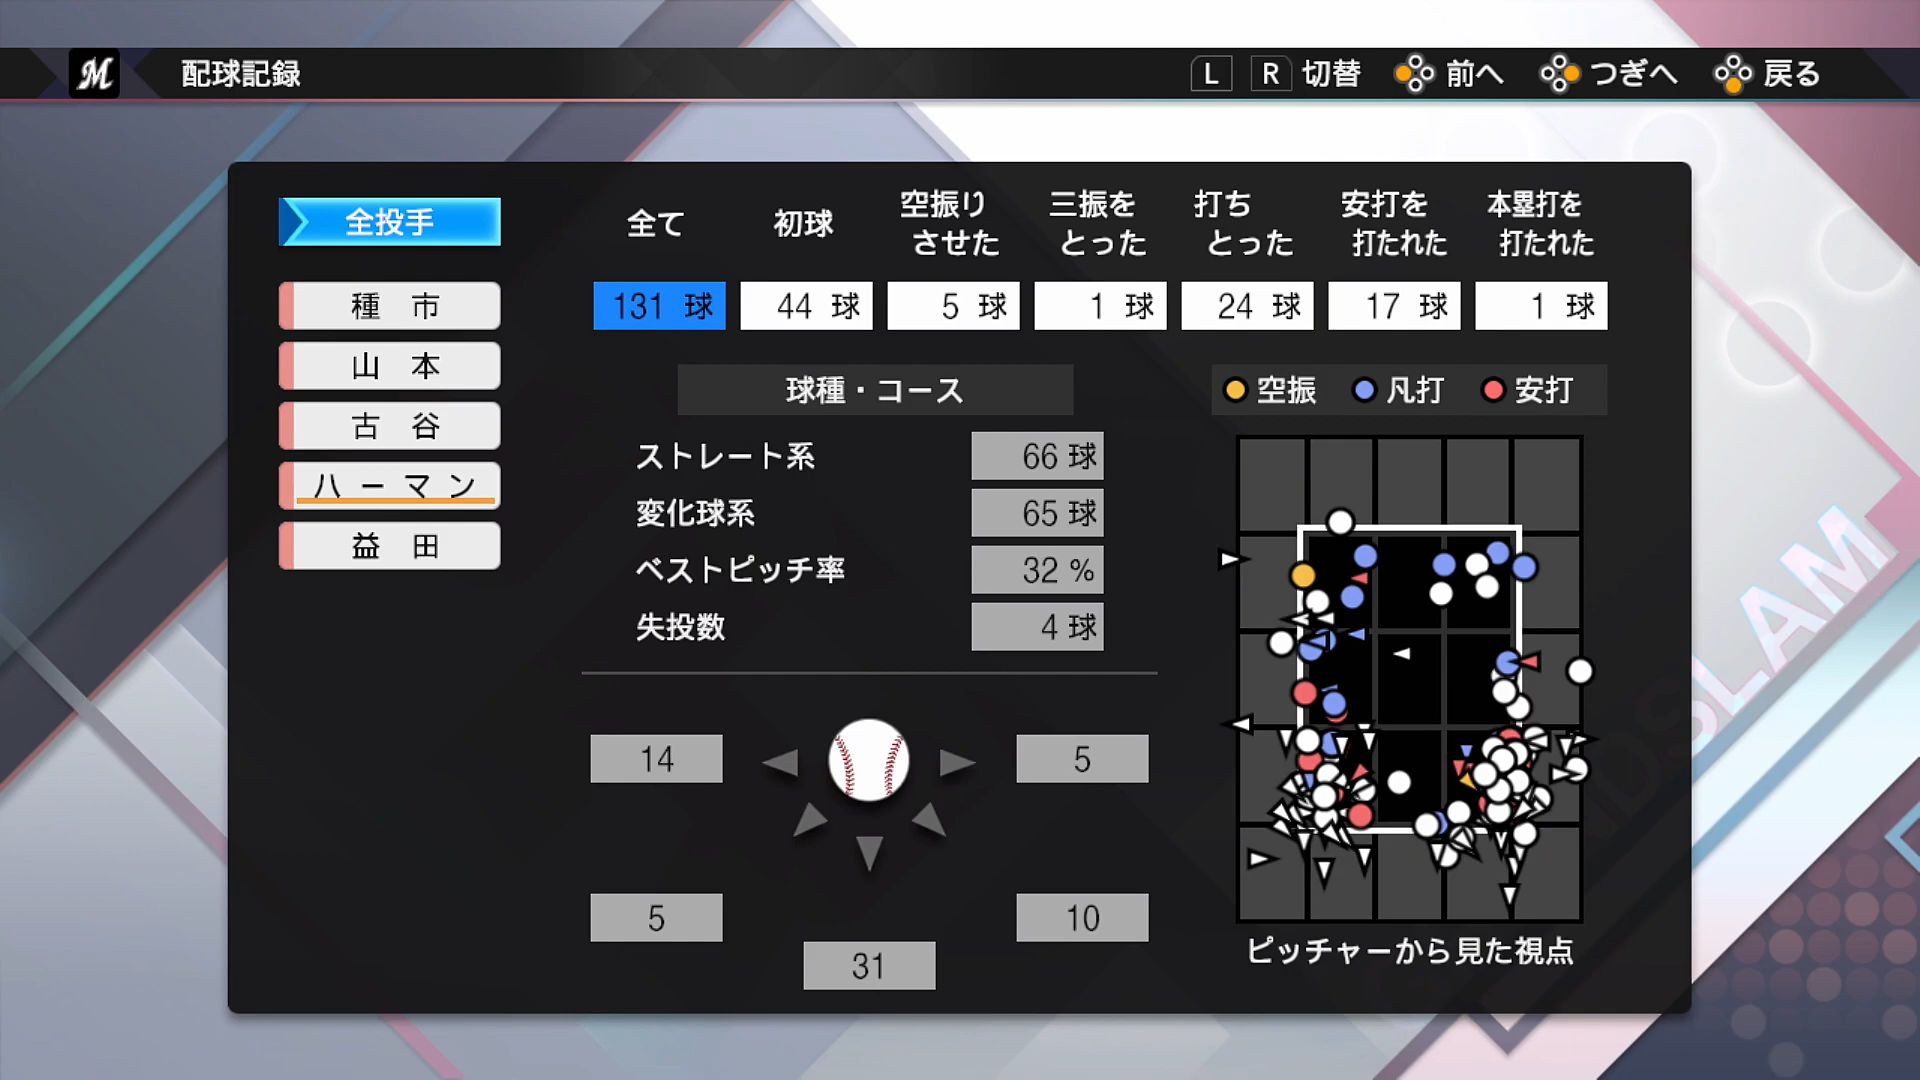 M 配球記録
L R 切替 前へ つぎへ 戻る
全投手
種 市
山 本
古 谷
ハ ー マ ン
益 田
全て
初球
空振り
させた
三振を
とった
打ち
とった
安打を
打たれた
本塁打を
打たれた
131 球 44 球 5 球 1 球 24 球 17 球 1 球
球種・コース
空振 凡打 安打
ストレート系 66 球
変化球系 65 球
ベストピッチ率 32 %
失投数 4 球
14 5
5 10
31
ピッチャーから見た視点